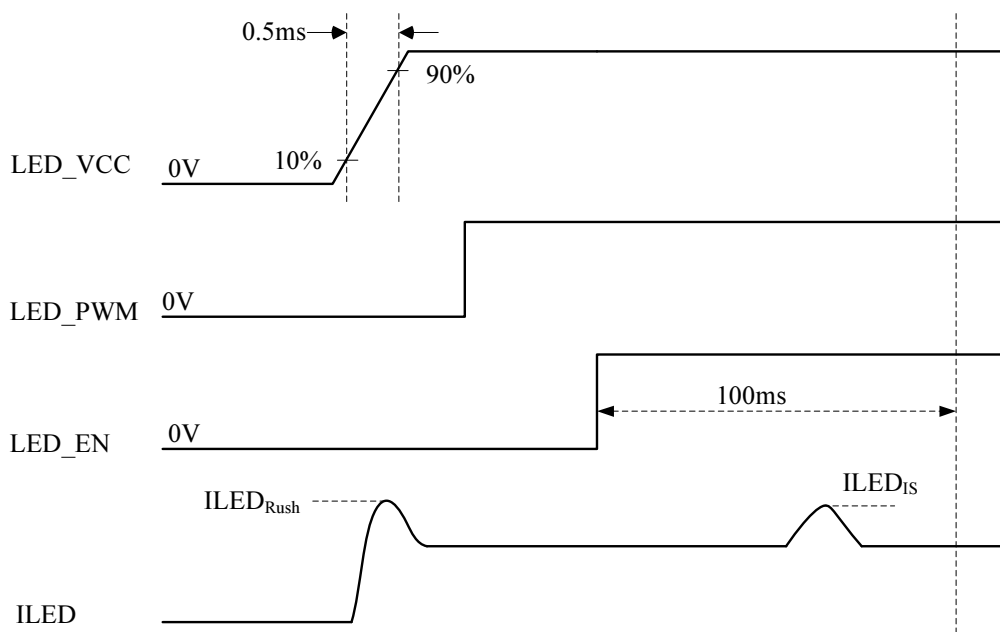 0.5ms
90%
10%
LED_VCC
0V
LED_PWM
0V
100ms
LED_EN
0V
ILEDRush
ILEDIS
ILED